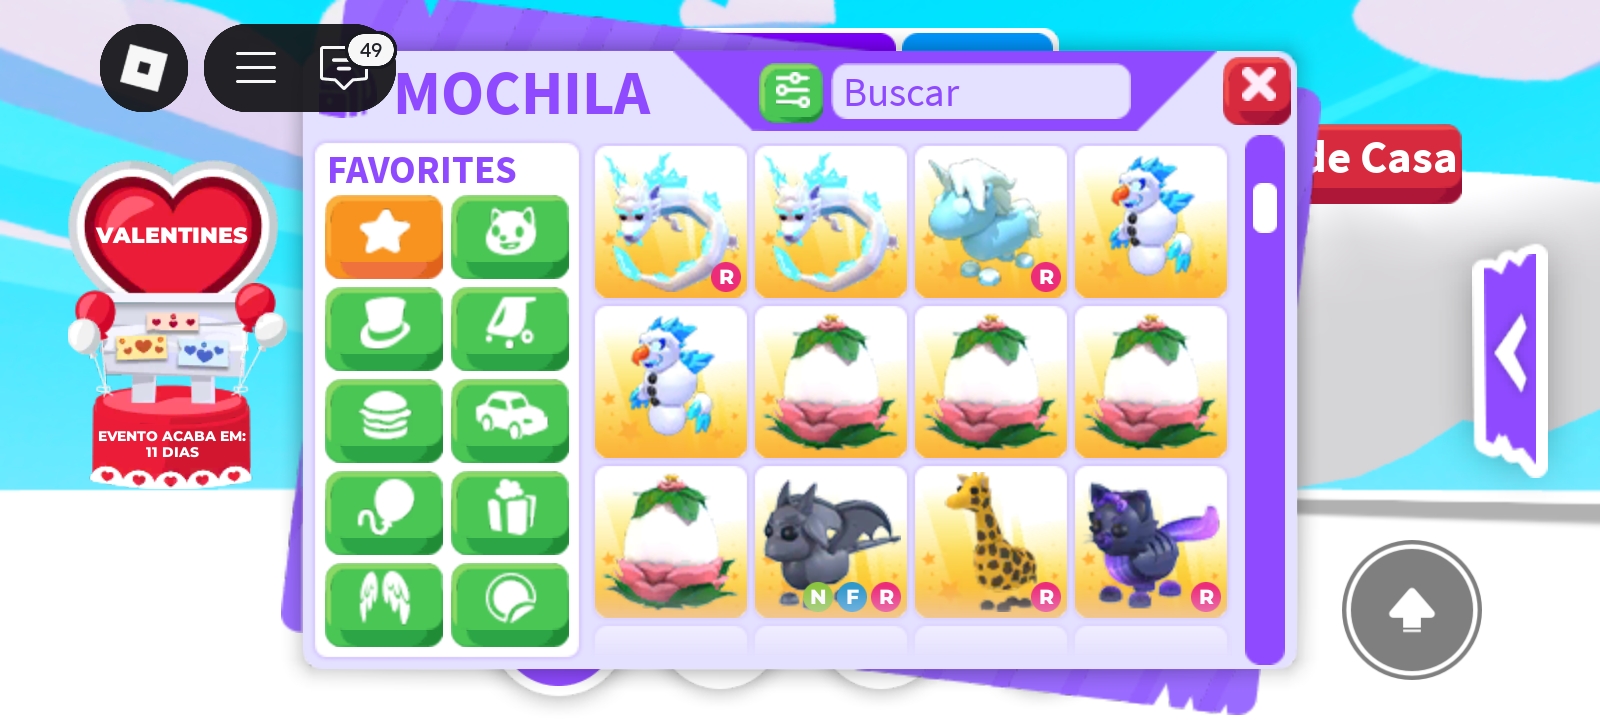 49
MOCHILA
Buscar
de Casa
FAVORITES
VALENTINES
EVENTO ACABA EM:
11 DIAS
R
R
N F R
R
R